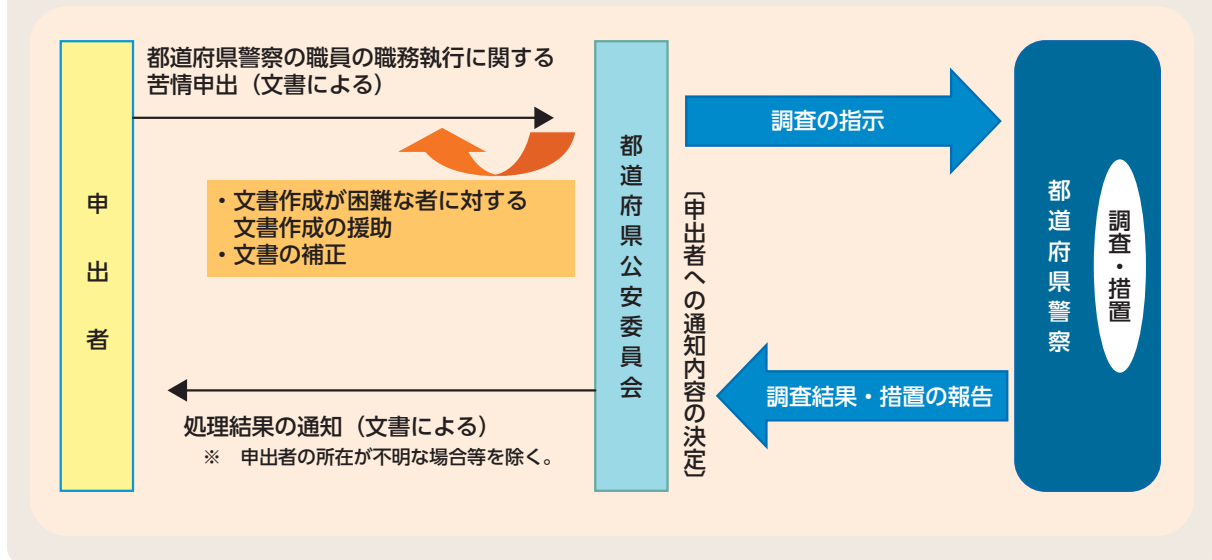 都道府県警察の職員の職務執行に関する
苦情申出（文書による）
申出者
・文書作成が困難な者に対する
文書作成の援助
・文書の補正
処理結果の通知（文書による）
※　申出者の所在が不明な場合等を除く。
都道府県公安委員会
〔申出者への通知内容の決定〕
調査の指示
調査結果・措置の報告
都道府県警察
調査・措置